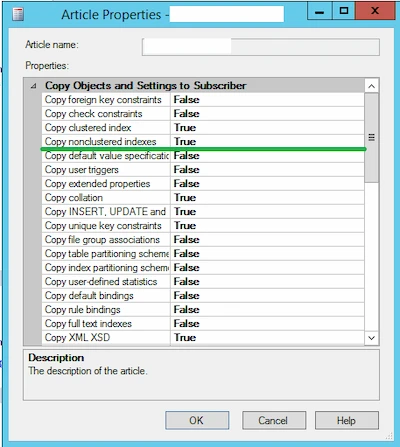 Article Properties -
Article name:
Properties:
Copy Objects and Settings to Subscriber
Copy foreign key constraints False
Copy check constraints False
Copy clustered index True
Copy nonclustered indexes True
Copy default value specificatic False
Copy user triggers False
Copy extended properties False
Copy collation True
Copy INSERT, UPDATE and True
Copy unique key constraints True
Copy file group associations False
Copy table partitioning scheme False
Copy index partitioning scheme False
Copy user-defined statistics False
Copy default bindings False
Copy rule bindings False
Copy full text indexes False
Copy XML XSD True
Description
The description of the article.
OK Cancel Help